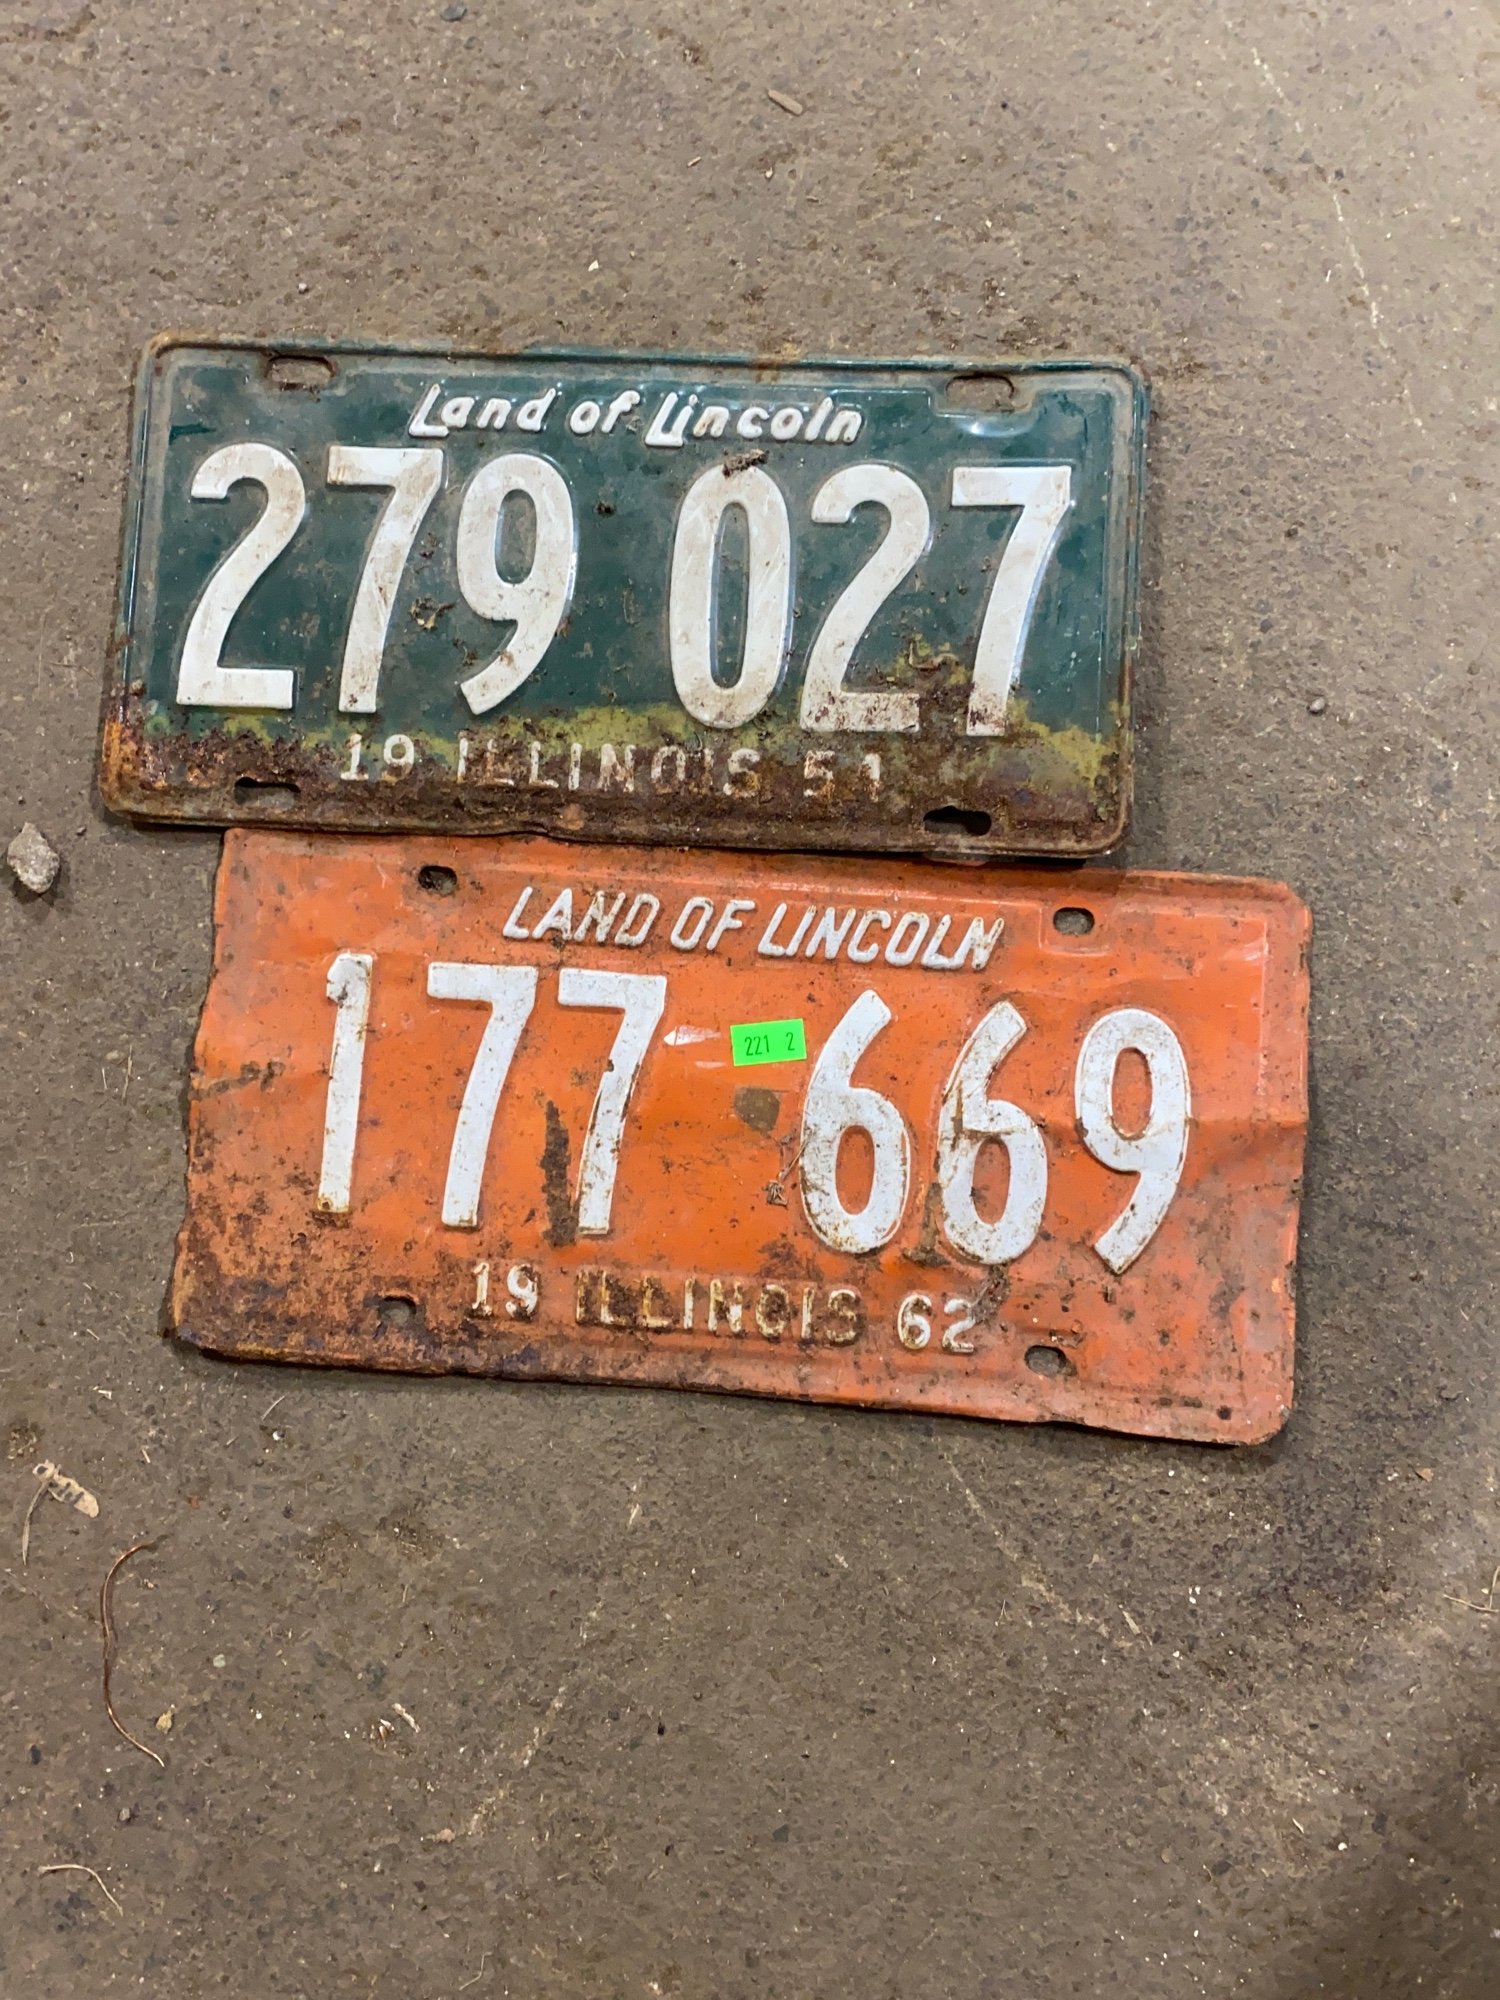 Land of Lincoln
279 027
19 ILLINOIS 51
LAND OF LINCOLN
177 669
221 2
19 ILLINOIS 62